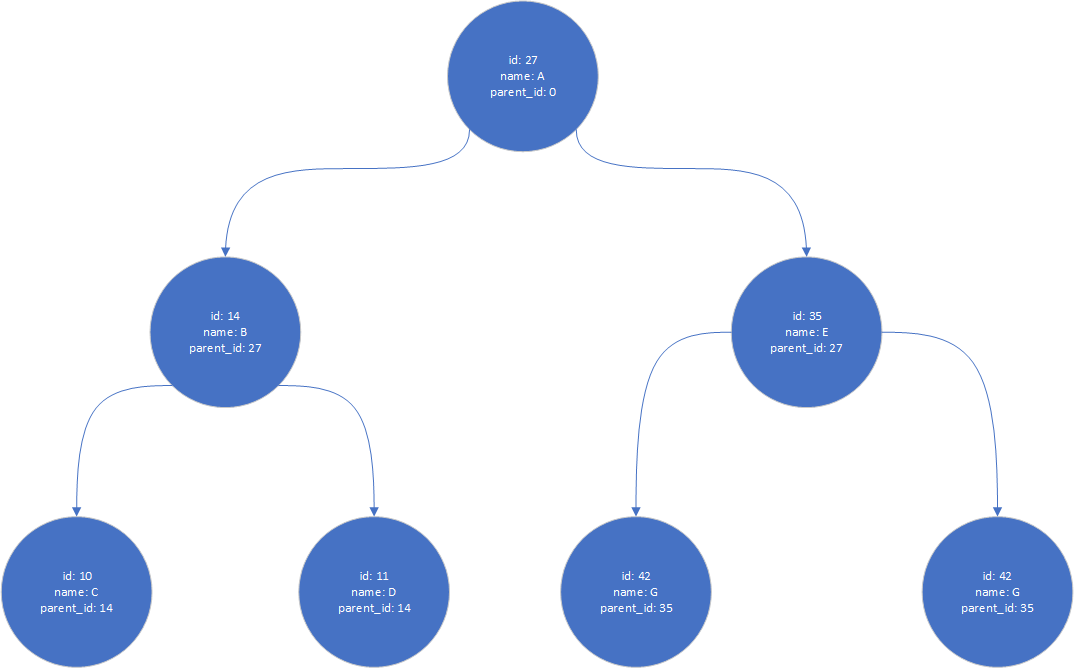 id: 27
name: A
parent_id: 0
id: 14
name: B
parent_id: 27
id: 35
name: E
parent_id: 27
id: 10
name: C
parent_id: 14
id: 11
name: D
parent_id: 14
id: 42
name: G
parent_id: 35
id: 42
name: G
parent_id: 35